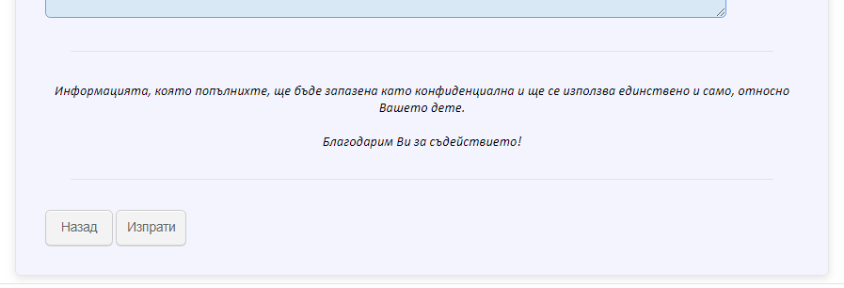 Информацията, която попълнихте, ще бъде запазена като конфиденциална и ще се използва единствено и само, относно
Вашето дете.
Благодарим Ви за съдействието!
Назад Изпрати